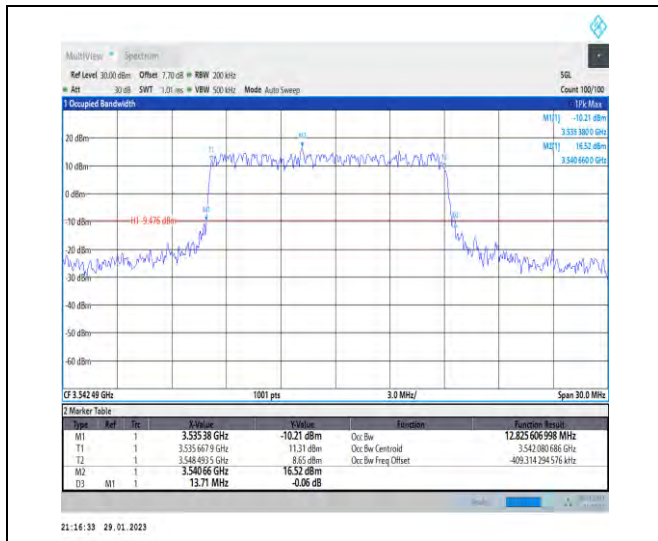 MultiView Spectrum
Ref Level 30.00 dBm Offset 7.70 dB RBW 200 kHz SGL
Att 30 dB SWT 1.01 ms VBW 500 kHz Mode Auto Sweep Count 100/100
1 Occupied Bandwidth 1Pk Max
M1[1] -10.21 dBm
3.535 380 0 GHz
M2[1] 16.52 dBm
3.540 660 0 GHz
20 dBm
T1
10 dBm
0 dBm
-10 dBm
H1 -9.476 dBm
-20 dBm
-40 dBm
-50 dBm
-60 dBm
CF 3.542 49 GHz 1001 pts 3.0 MHz/ Span 30.0 MHz
2 Marker Table
Type Ref Trc X-Value Y-Value Function Function Result
M1 1 3.535 38 GHz -10.21 dBm Occ Bw 12.825 606 998 MHz
T1 1 3.535 667 9 GHz 11.31 dBm Occ Bw Centroid 3.542 080 686 GHz
T2 1 3.548 493 5 GHz 8.65 dBm Occ Bw Freq Offset -409.314 294 576 kHz
M2 1 3.540 66 GHz 16.52 dBm
D3 M1 1 13.71 MHz -0.06 dB
21:16:33 29.01.2023